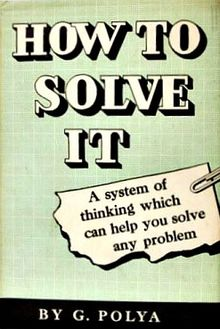 HOW TO
SOLVE
IT
A system of
thinking which
can help you solve
any problem
BY G. POLYA